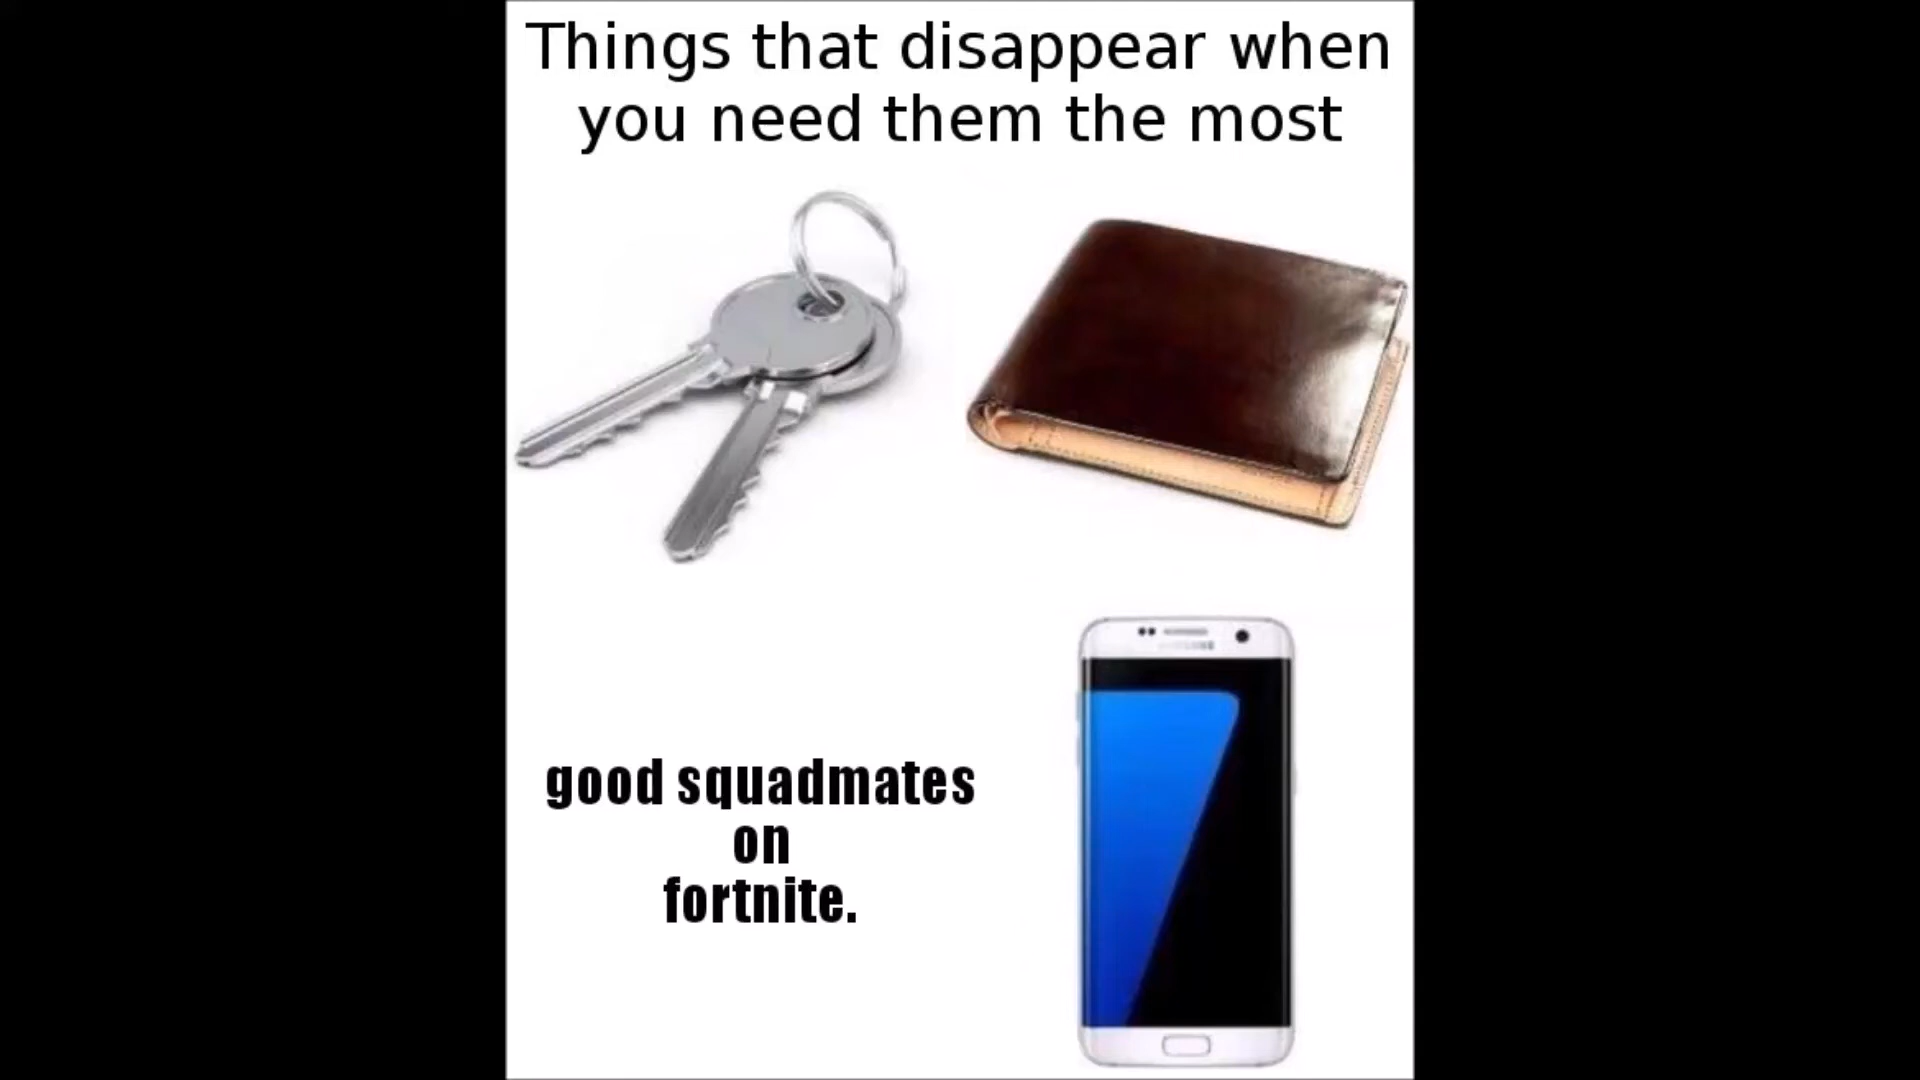 Things that disappear when
you need them the most
good squadmates
on
fortnite.